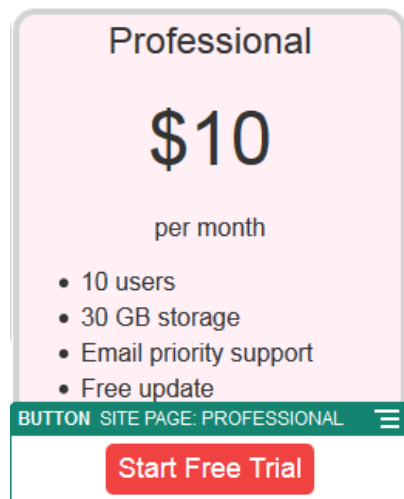 Professional
$10
per month
• 10 users
• 30 GB storage
• Email priority support
• Free update
BUTTON SITE PAGE: PROFESSIONAL
Start Free Trial